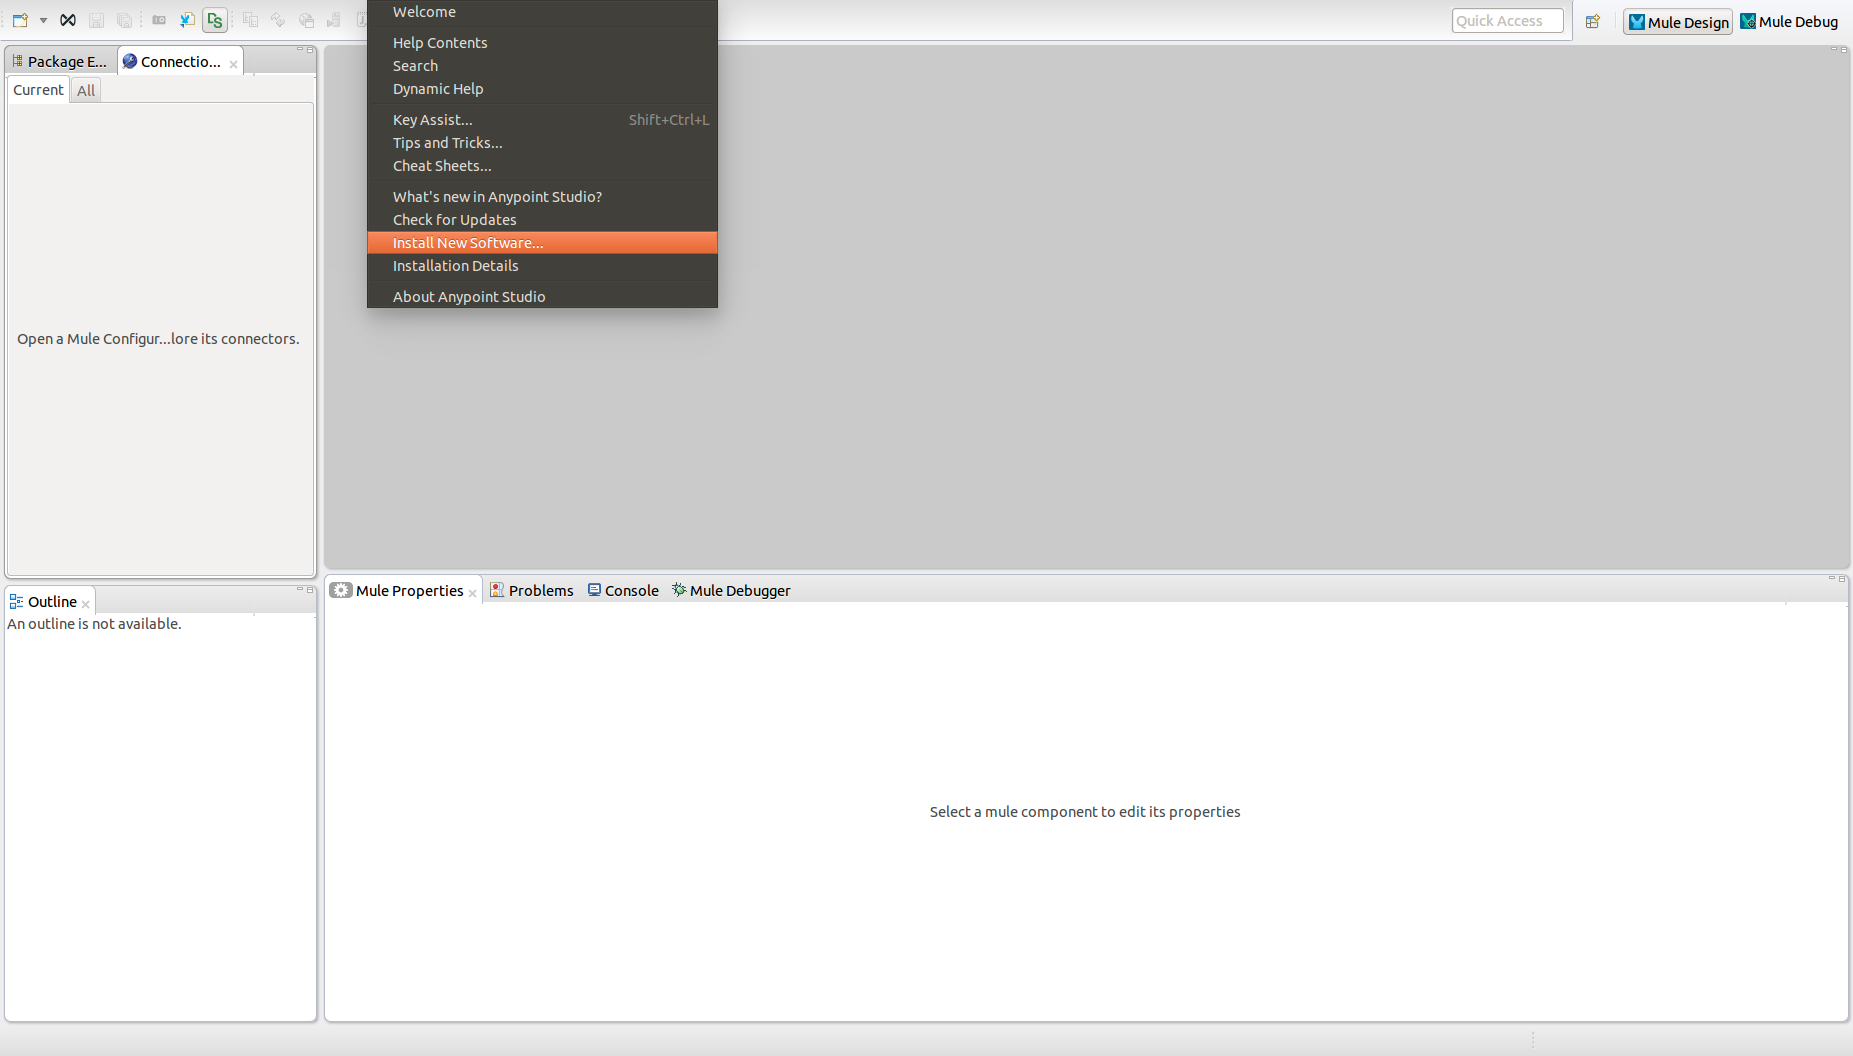 Welcome
Help Contents
Search
Dynamic Help
Key Assist... Shift+Ctrl+L
Tips and Tricks...
Cheat Sheets...
What's new in Anypoint Studio?
Check for Updates
Install New Software...
Installation Details
About Anypoint Studio
Quick Access
Mule Design
Mule Debug
Package E...
Connectio...
Current
All
Open a Mule Configur...lore its connectors.
Outline
An outline is not available.
Mule Properties
Problems
Console
Mule Debugger
Select a mule component to edit its properties